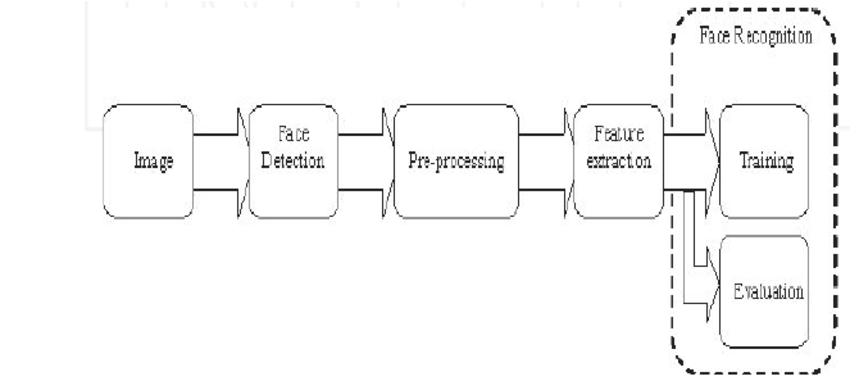 Face Recognition
Image
Face
Detection
Pre-processing
Feature
extraction
Training
Evaluation